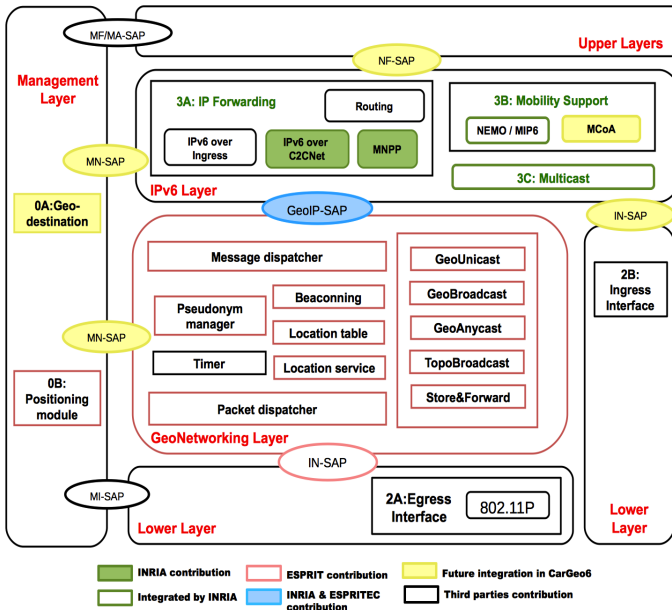 MF/MA-SAP
Upper Layers
NF-SAP
Management
Layer
3A: IP Forwarding
Routing
IPv6 over
Ingress
IPv6 over
C2CNet
MNPP
3B: Mobility Support
NEMO / MIP6
MCoA
3C: Multicast
MN-SAP
IPv6 Layer
0A:Geo-
destination
GeoIP-SAP
IN-SAP
Message dispatcher
Pseudonym
manager
Beaconning
Location table
Timer
Location service
Packet dispatcher
GeoUnicast
GeoBroadcast
GeoAnycast
TopoBroadcast
Store&Forward
2B:
Ingress
Interface
MN-SAP
0B:
Positioning
module
GeoNetworking Layer
IN-SAP
MI-SAP
2A:Egress
Interface
802.11P
Lower Layer
Lower
Layer
INRIA contribution
ESPRIT contribution
Future integration in CarGeo6
Integrated by INRIA
INRIA & ESPRITEC
contribution
Third parties contribution